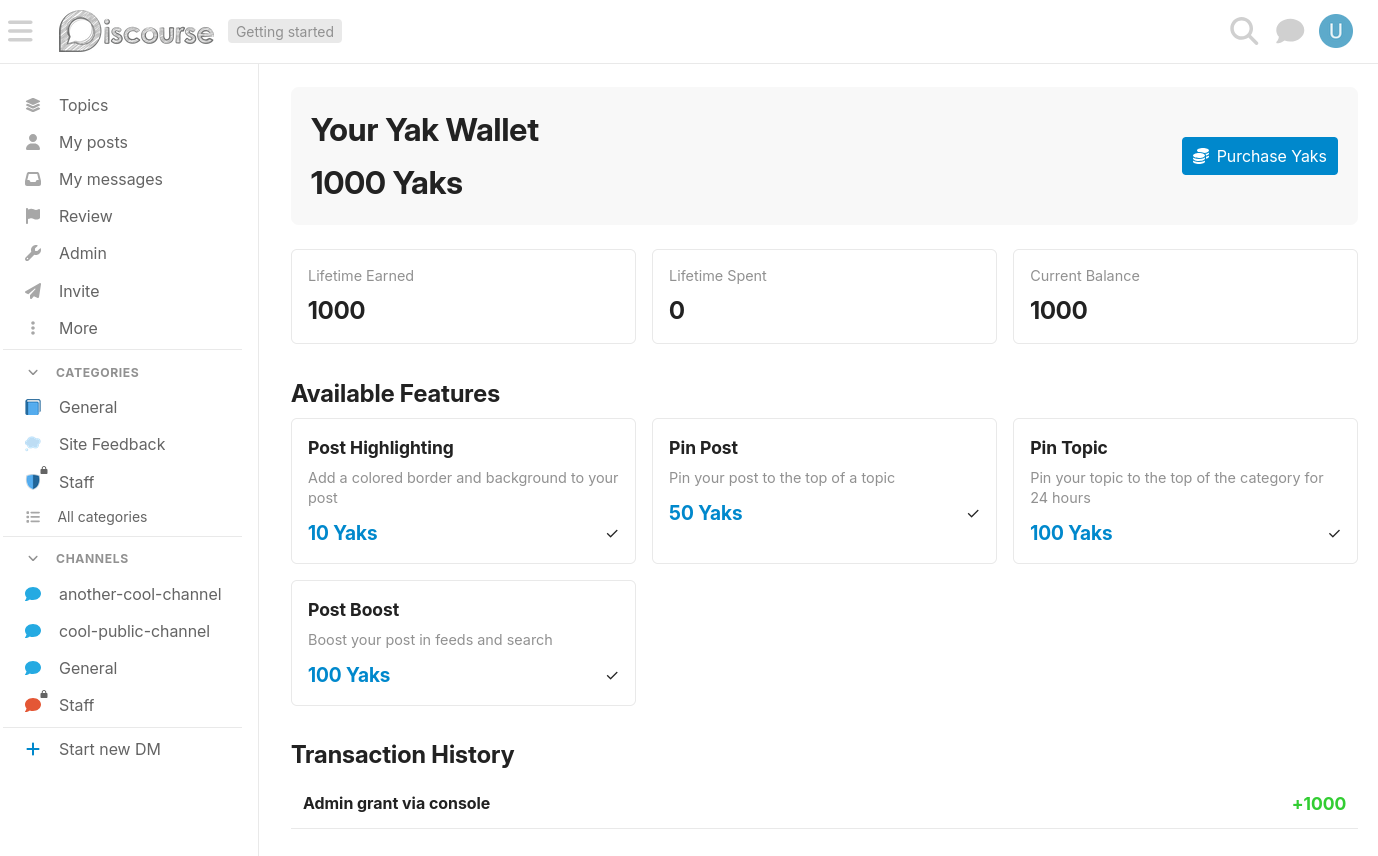 Discourse
Getting started
U
Topics
My posts
My messages
Review
Admin
Invite
More
CATEGORIES
General
Site Feedback
Staff
All categories
CHANNELS
another-cool-channel
cool-public-channel
General
Staff
Start new DM
Your Yak Wallet
1000 Yaks
Purchase Yaks
Lifetime Earned
1000
Lifetime Spent
0
Current Balance
1000
Available Features
Post Highlighting
Add a colored border and background to your
post
10 Yaks
Pin Post
Pin your post to the top of a topic
50 Yaks
Pin Topic
Pin your topic to the top of the category for
24 hours
100 Yaks
Post Boost
Boost your post in feeds and search
100 Yaks
Transaction History
Admin grant via console
+1000